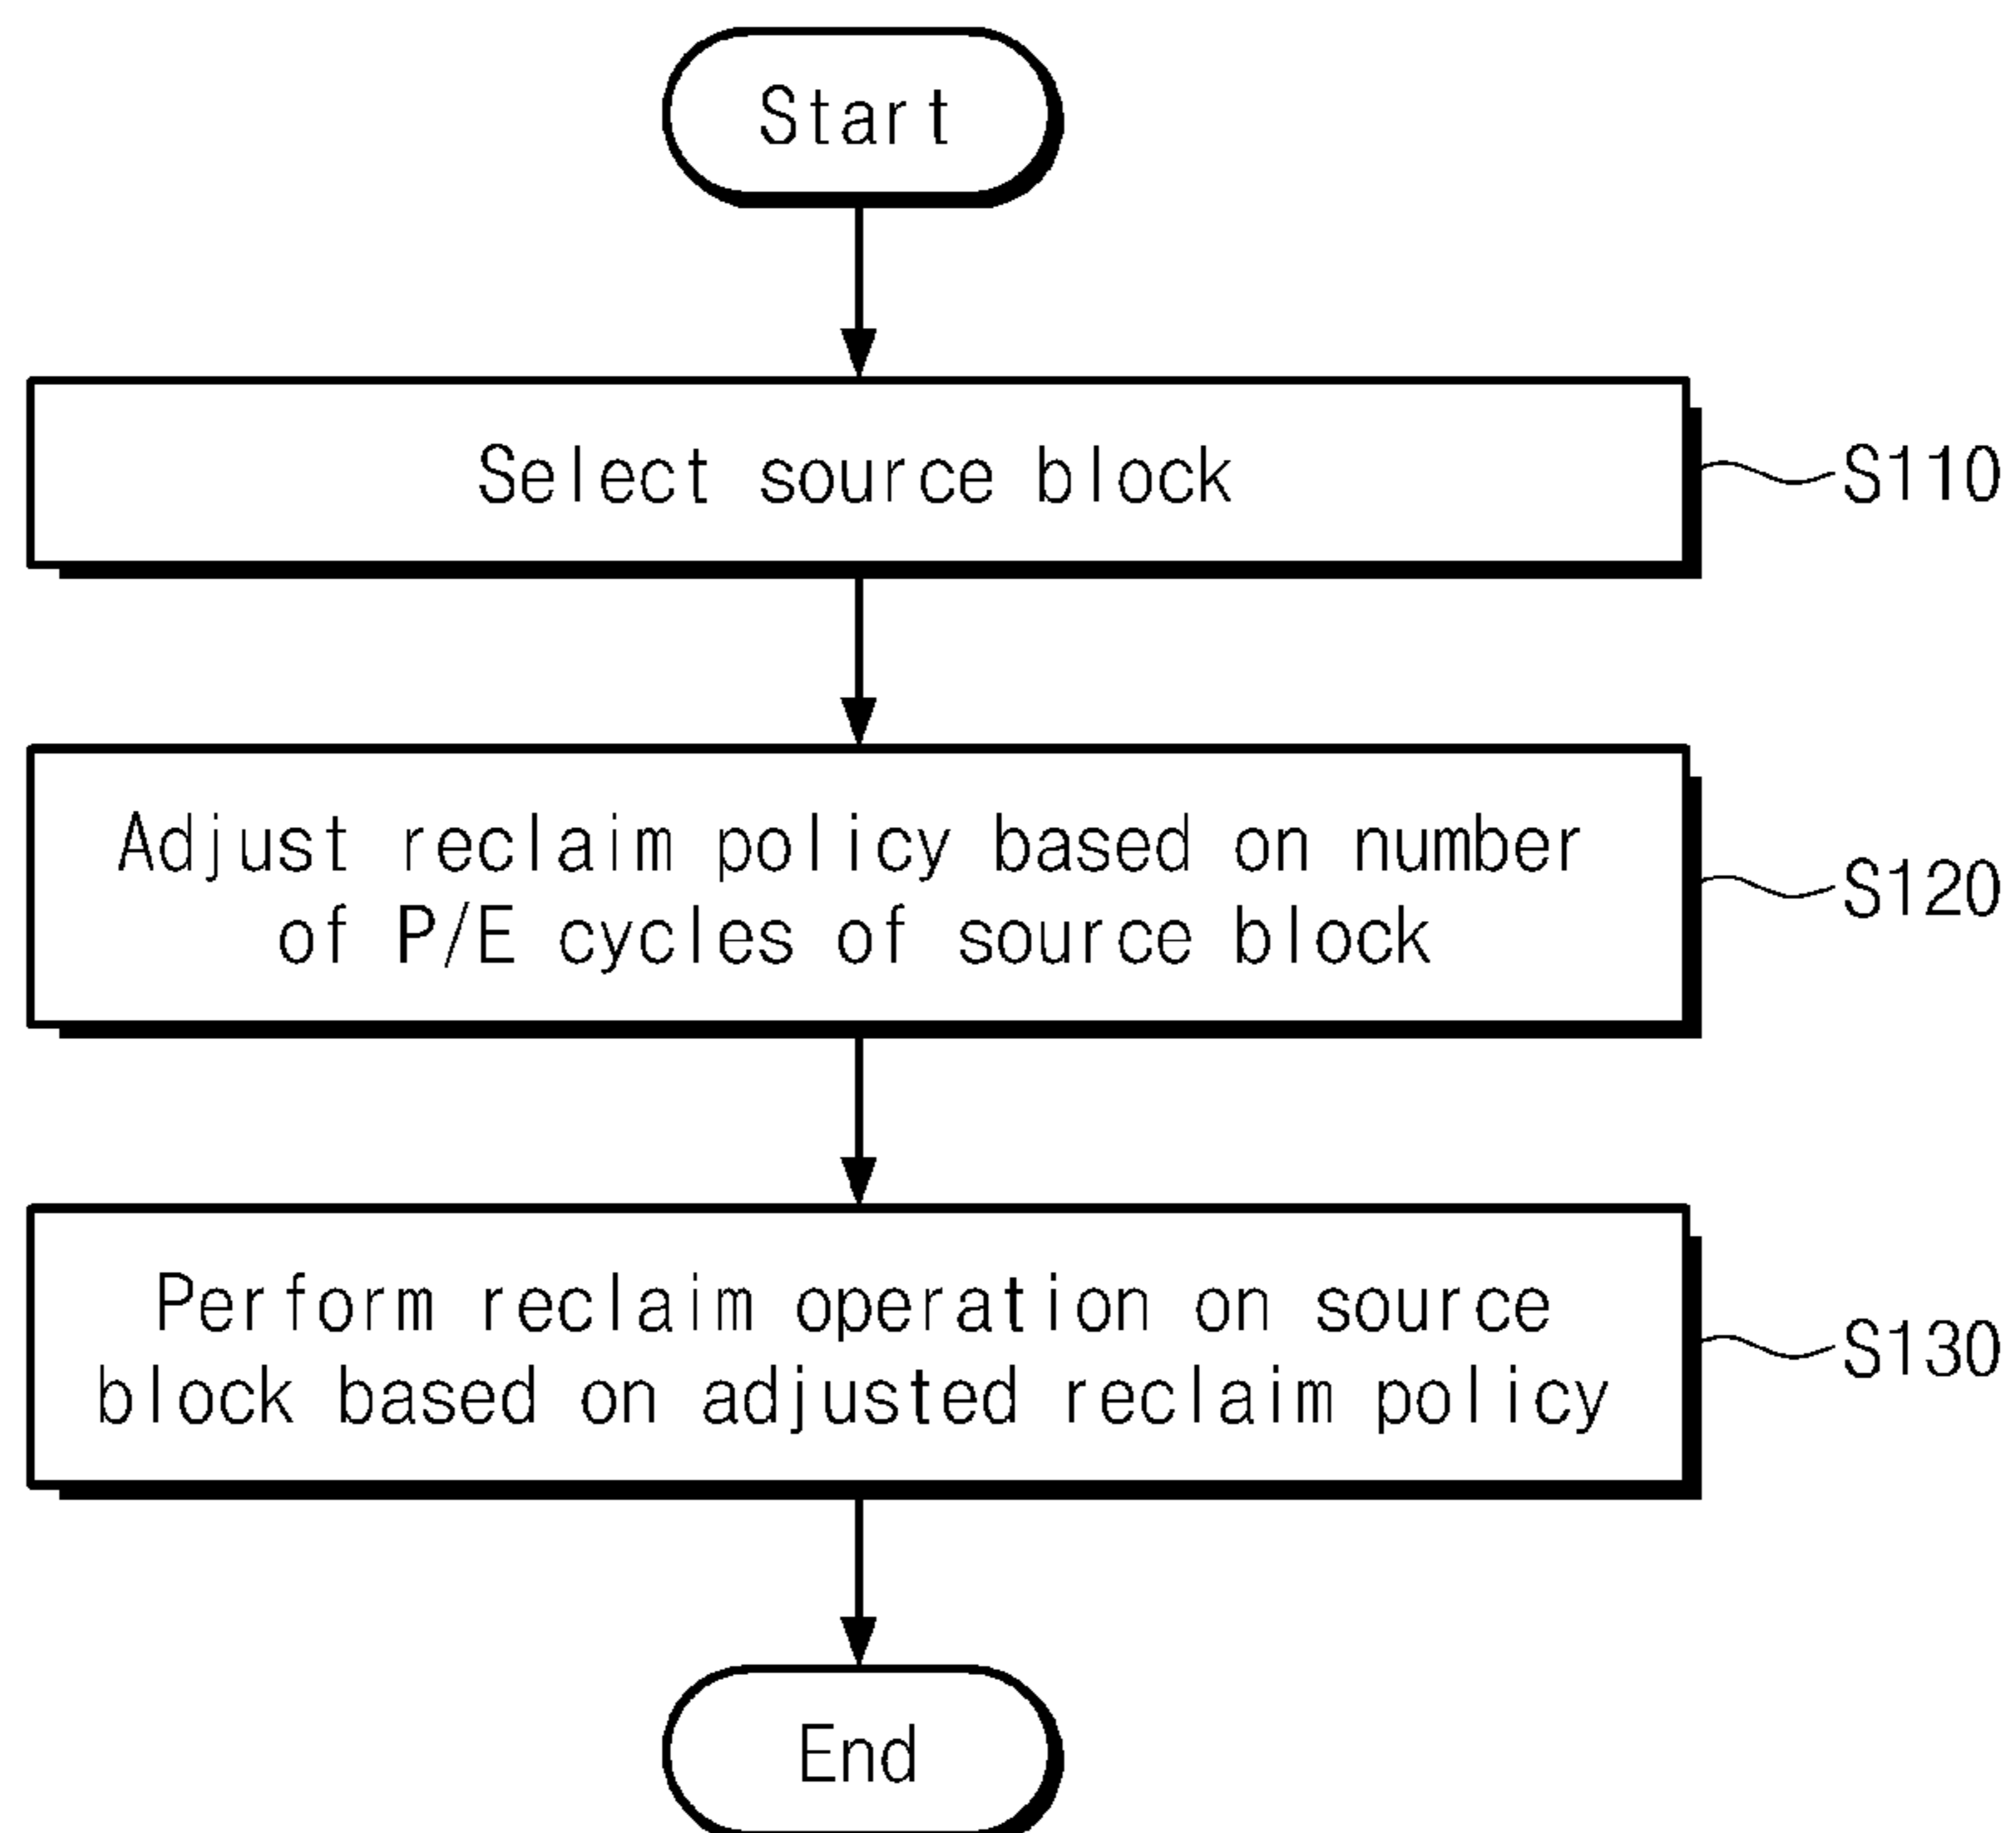 Start
Select source block
S110
Adjust reclaim policy based on number
of P/E cycles of source block
S120
Perform reclaim operation on source
block based on adjusted reclaim policy
S130
End